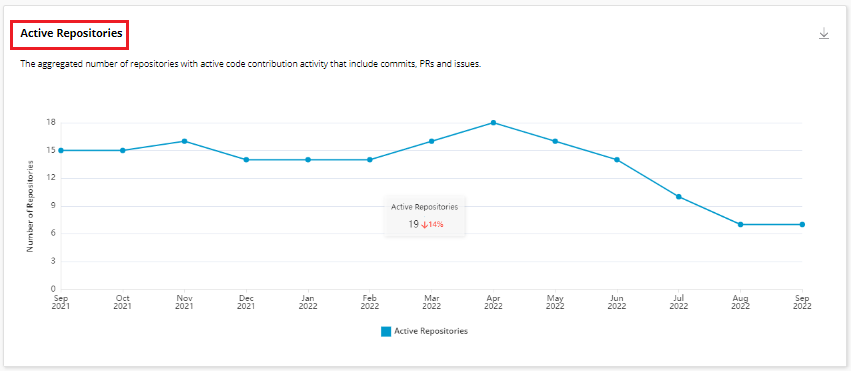 Active Repositories
The aggregated number of repositories with active code contribution activity that include commits, PRs and issues.
Number of Repositories
18
15
12
9
6
3
0
Active Repositories
19 ↓14%
Sep 2021
Oct 2021
Nov 2021
Dec 2021
Jan 2022
Feb 2022
Mar 2022
Apr 2022
May 2022
Jun 2022
Jul 2022
Aug 2022
Sep 2022
Active Repositories